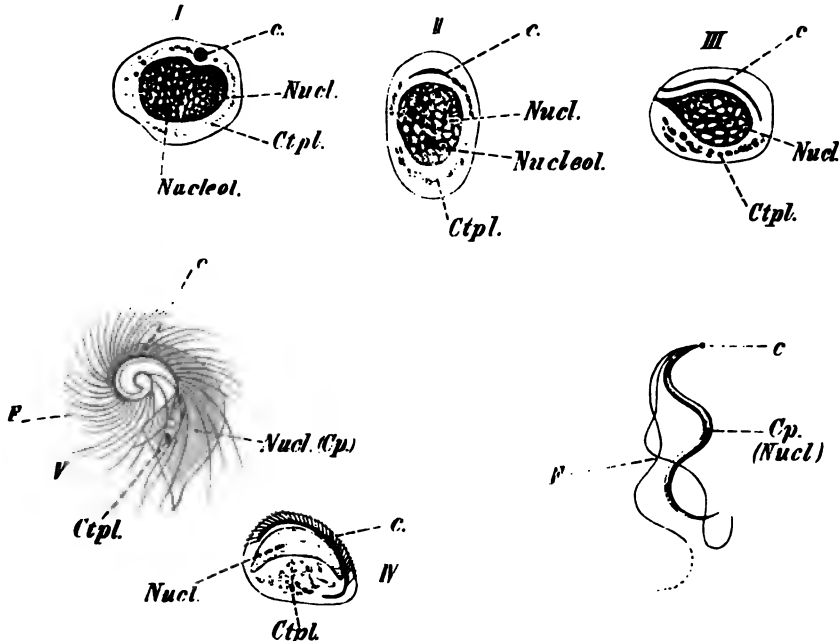 I
c.
Nucl.
Ctpl.
Nucleol.
II
c.
Nucl.
Nucleol.
Ctpl.
III
c
Nucl.
Ctpl.
c
F
Nucl. (Cp.)
V
Ctpl.
c
Cp.
(Nucl)
F
c.
IV
Nucl.
Ctpl.